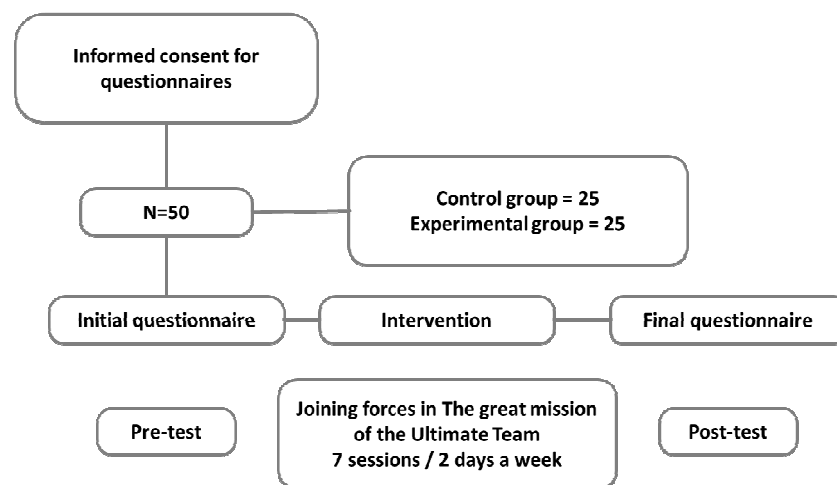 Informed consent for
questionnaires
N=50
Control group = 25
Experimental group = 25
Initial questionnaire
Intervention
Final questionnaire
Pre-test
Joining forces in The great mission
of the Ultimate Team
7 sessions / 2 days a week
Post-test